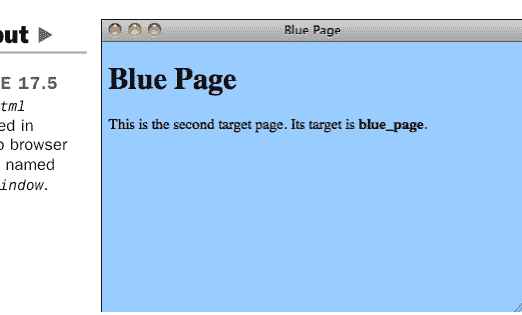 put
E 17.5
tml
ed in
browser
named
indow.
Blue Page
Blue Page
This is the second target page. Its target is blue_page.